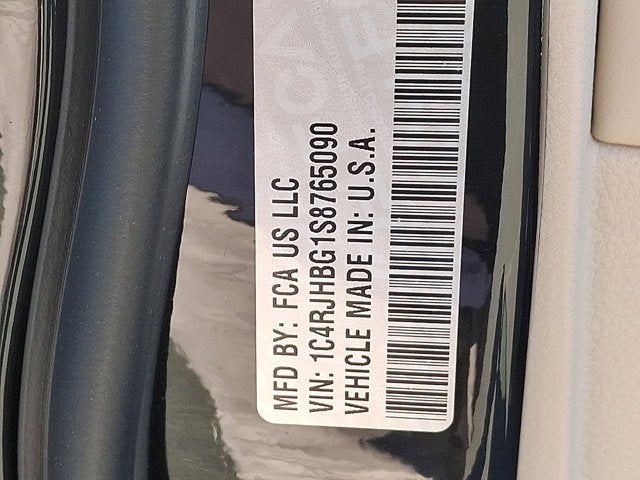 MFD BY: FCA US LLC
VIN: 1C4RJHBG1S8765090
VEHICLE MADE IN: U.S.A.